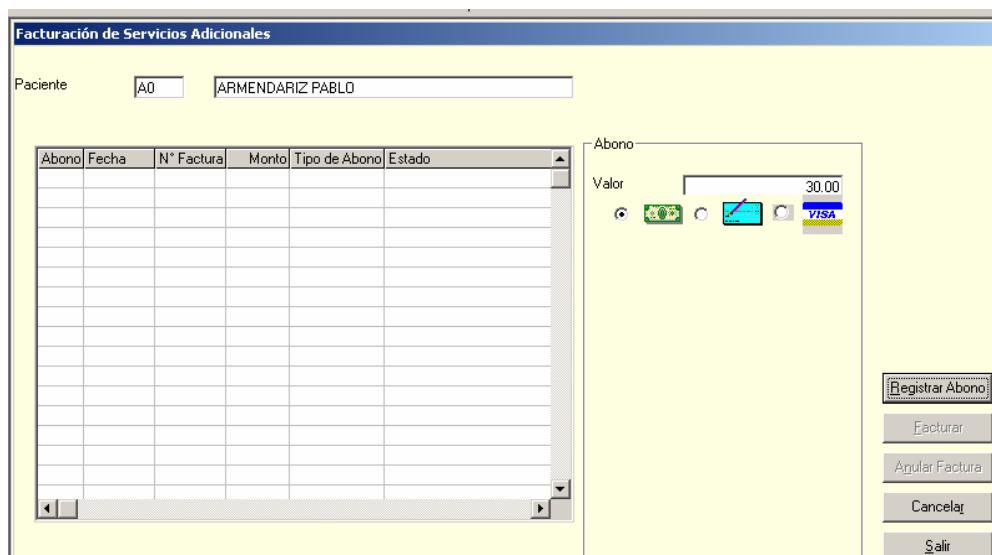 Facturación de Servicios Adicionales
Paciente A0 ARMENDARIZ PABLO
Abono Fecha N° Factura Monto Tipo de Abono Estado
Abono
Valor 30.00
VISA
Registrar Abono
Facturar
Anular Factura
Cancelar
Salir